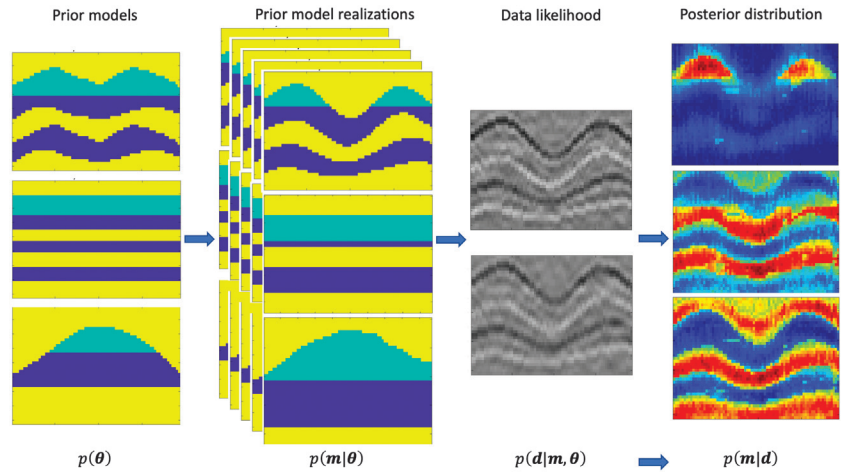 Prior models
Prior model realizations
Data likelihood
Posterior distribution
p(θ)
p(m|θ)
p(d|m, θ)
p(m|d)